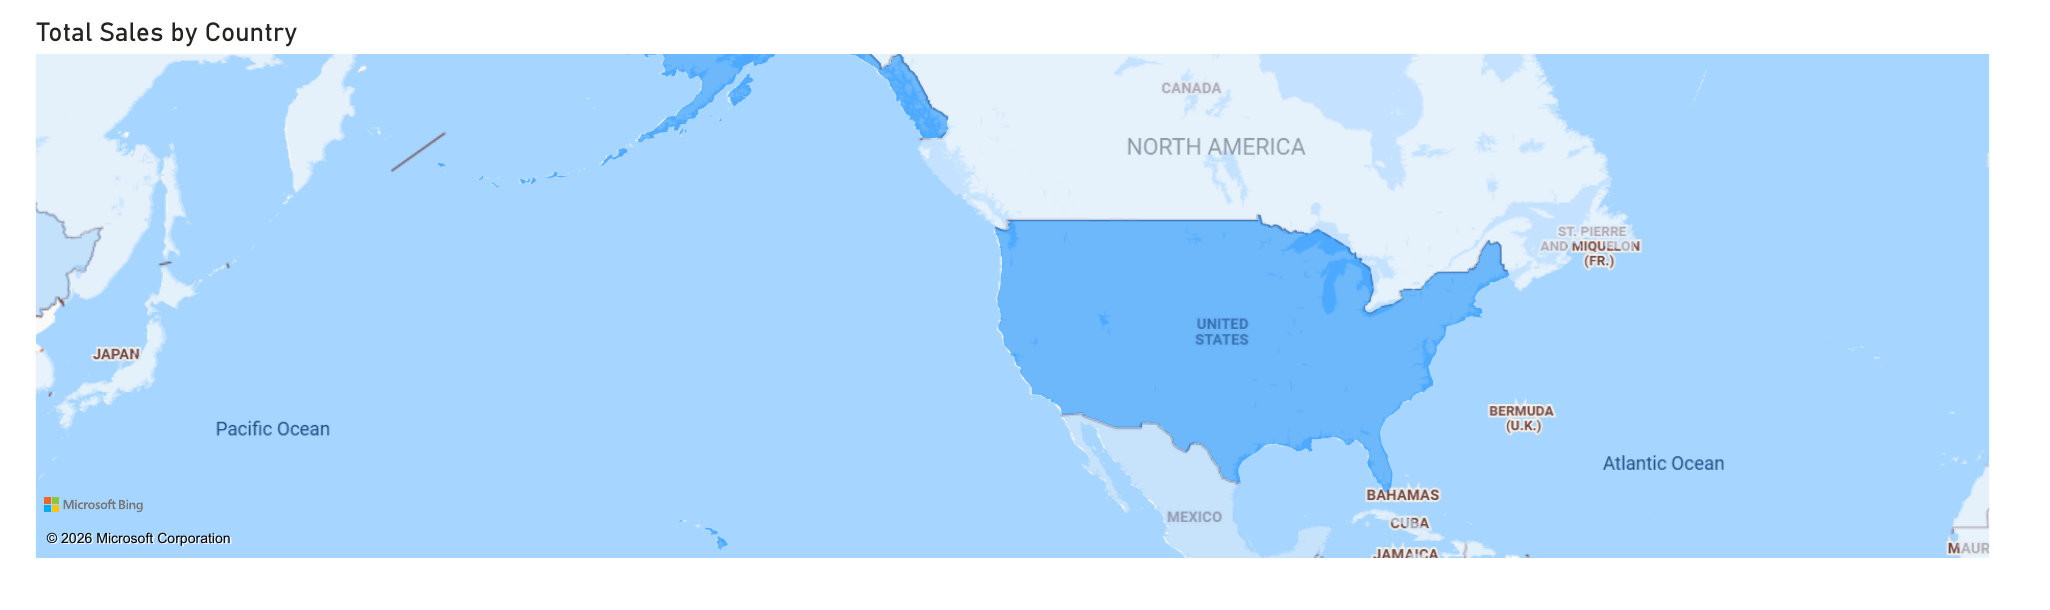 Total Sales by Country
CANADA
NORTH AMERICA
ST. PIERRE
AND MIQUELON
(FR.)
UNITED
STATES
JAPAN
BERMUDA
(U.K.)
Pacific Ocean
Atlantic Ocean
BAHAMAS
Microsoft Bing
MEXICO
CUBA
© 2026 Microsoft Corporation
JAMAICA
MAUR